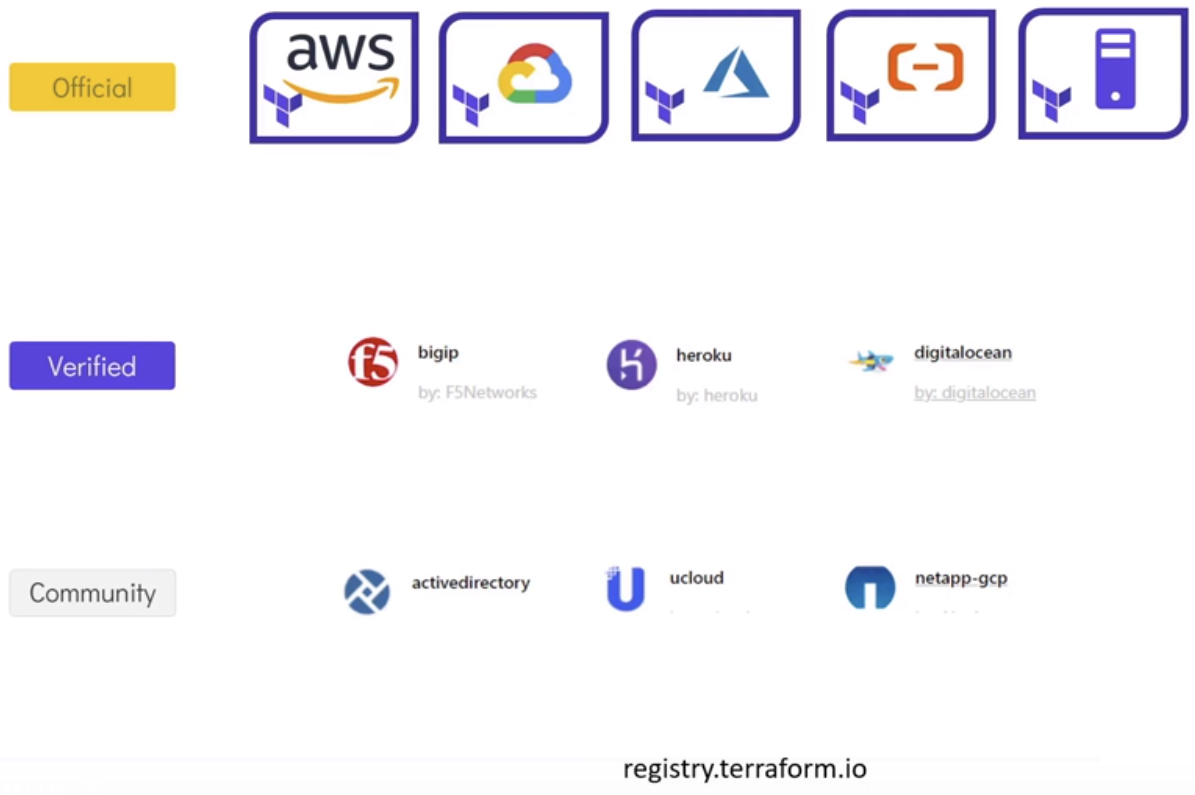 aws
Official
Verified
f5
bigip
by: F5Networks
heroku
by: heroku
digitalocean
by: digitalocean
Community
activedirectory
ucloud
netapp-gcp
registry.terraform.io